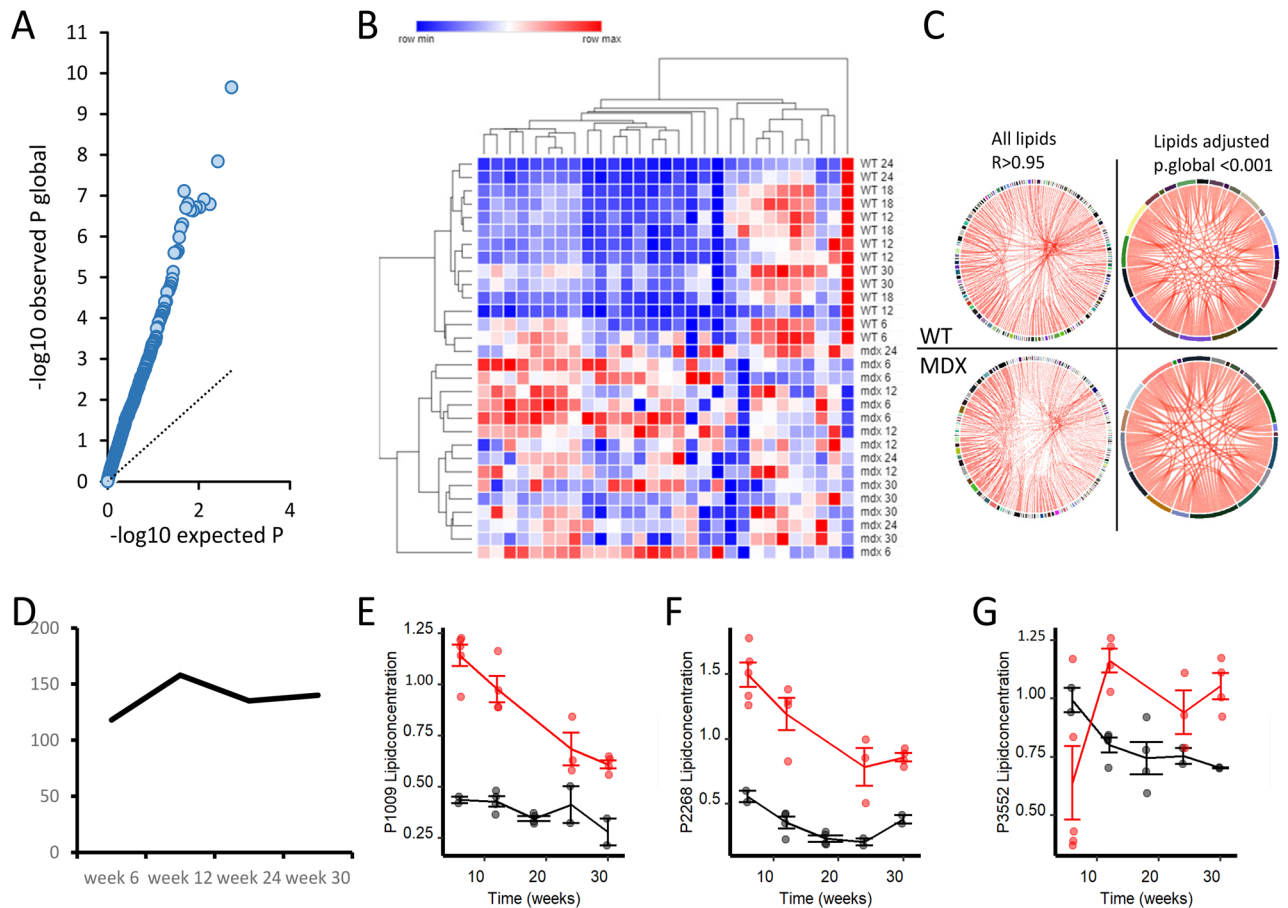 A
11
10
9
8
7
6
5
4
3
2
1
0
-log10 observed P global
0 2 4
-log10 expected P
B
row min row max
WT 24
WT 24
WT 18
WT 18
WT 12
WT 18
WT 12
WT 12
WT 30
WT 30
WT 18
WT 12
WT 6
WT 6
mdx 24
mdx 6
mdx 6
mdx 12
mdx 6
mdx 6
mdx 12
mdx 12
mdx 24
mdx 12
mdx 30
mdx 30
mdx 30
mdx 24
mdx 30
mdx 6
C
All lipids
R>0.95
Lipids adjusted
p.global <0.001
WT
MDX
D
200
150
100
50
0
week 6 week 12 week 24 week 30
E
P1009 Lipidconcentration
1.25
1.00
0.75
0.50
0.25
10 20 30
Time (weeks)
F
P2268 Lipidconcentration
1.5
1.0
0.5
10 20 30
Time (weeks)
G
P3552 Lipidconcentration
1.25
1.00
0.75
0.50
10 20 30
Time (weeks)